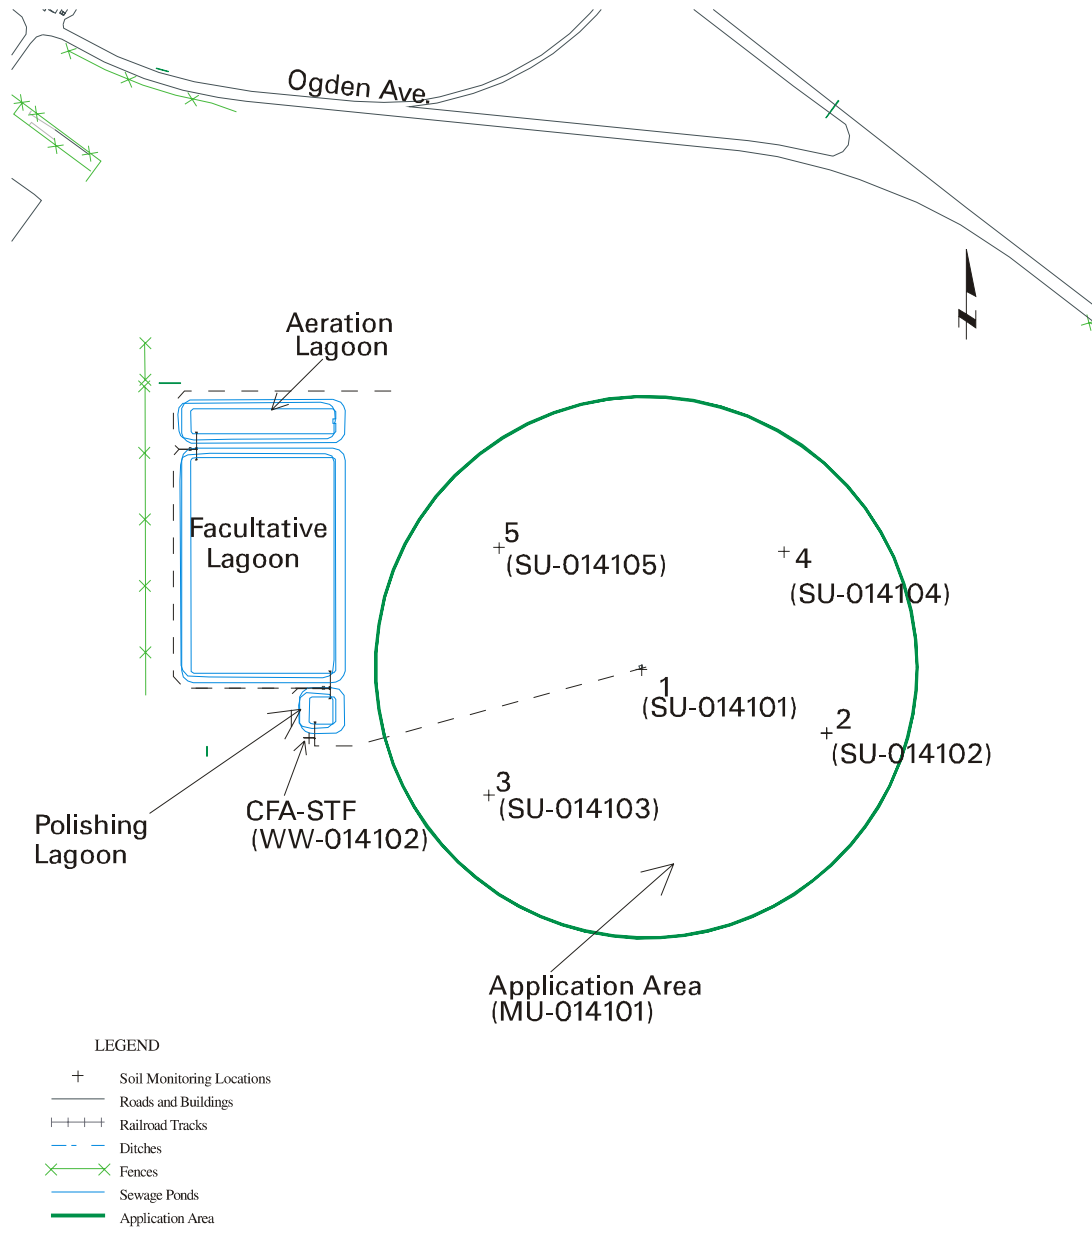 Ogden Ave.
N
Aeration
Lagoon
Facultative
Lagoon
5
(SU-014105)
4
(SU-014104)
1
(SU-014101)
2
(SU-014102)
3
(SU-014103)
Polishing
Lagoon
CFA-STF
(WW-014102)
Application Area
(MU-014101)
LEGEND
Soil Monitoring Locations
Roads and Buildings
Railroad Tracks
Ditches
Fences
Sewage Ponds
Application Area